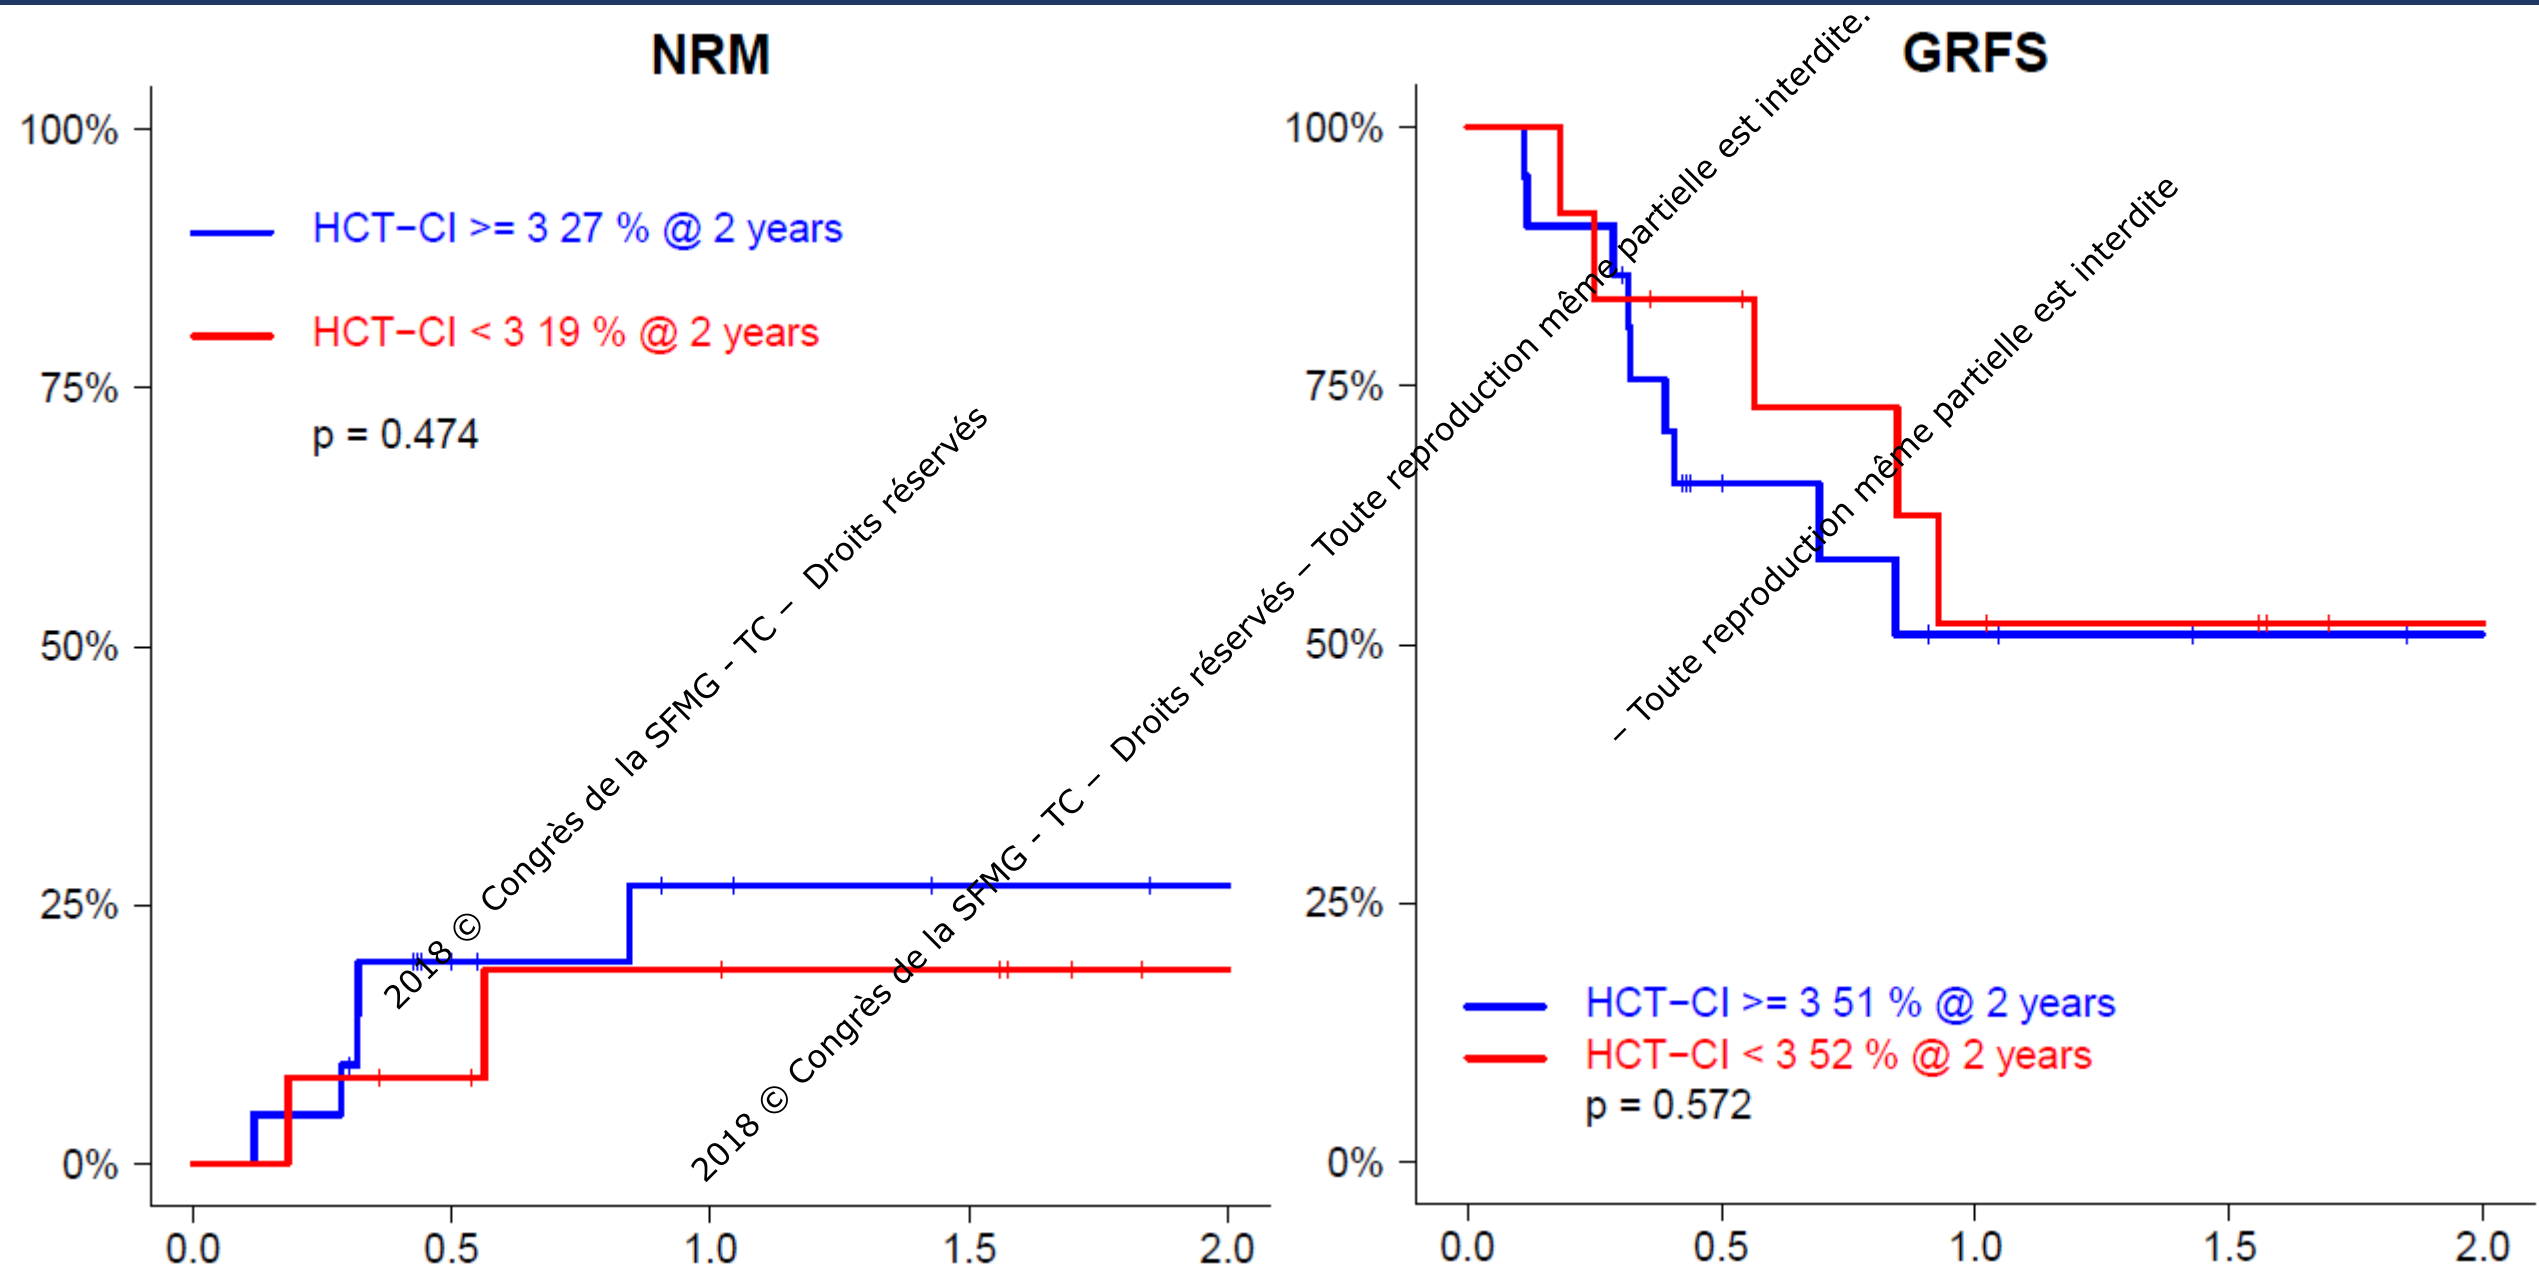 NRM
100%
75%
50%
25%
0%
HCT−CI >= 3 27 % @ 2 years
HCT−CI < 3 19 % @ 2 years
p = 0.474
0.0 0.5 1.0 1.5 2.0
GRFS
100%
75%
50%
25%
0%
HCT−CI >= 3 51 % @ 2 years
HCT−CI < 3 52 % @ 2 years
p = 0.572
0.0 0.5 1.0 1.5 2.0
2018 © Congrès de la SFMG - TC – Droits réservés – Toute reproduction même partielle est interdite
2018 © Congrès de la SFMG - TC – Droits réservés – Toute reproduction même partielle est interdite.